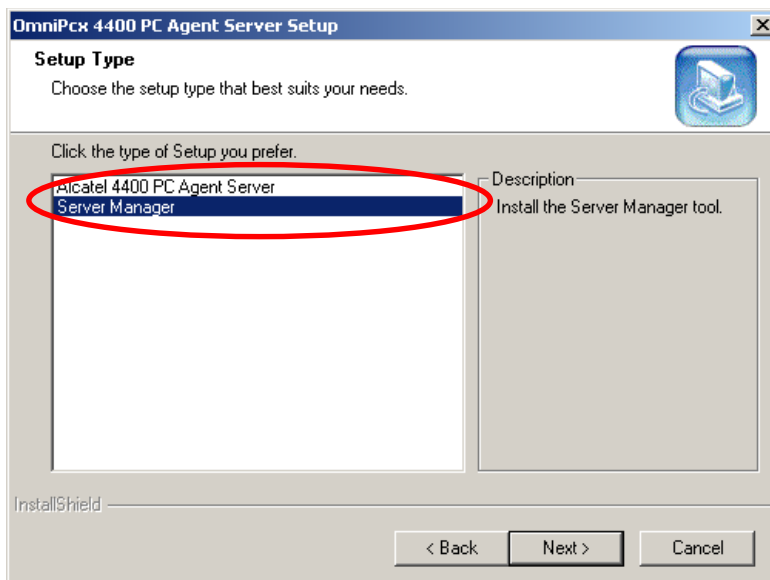 OmniPcx 4400 PC Agent Server Setup
Setup Type
Choose the setup type that best suits your needs.
Click the type of Setup you prefer.
Alcatel 4400 PC Agent Server
Server Manager
Description
Install the Server Manager tool.
InstallShield
< Back
Next >
Cancel